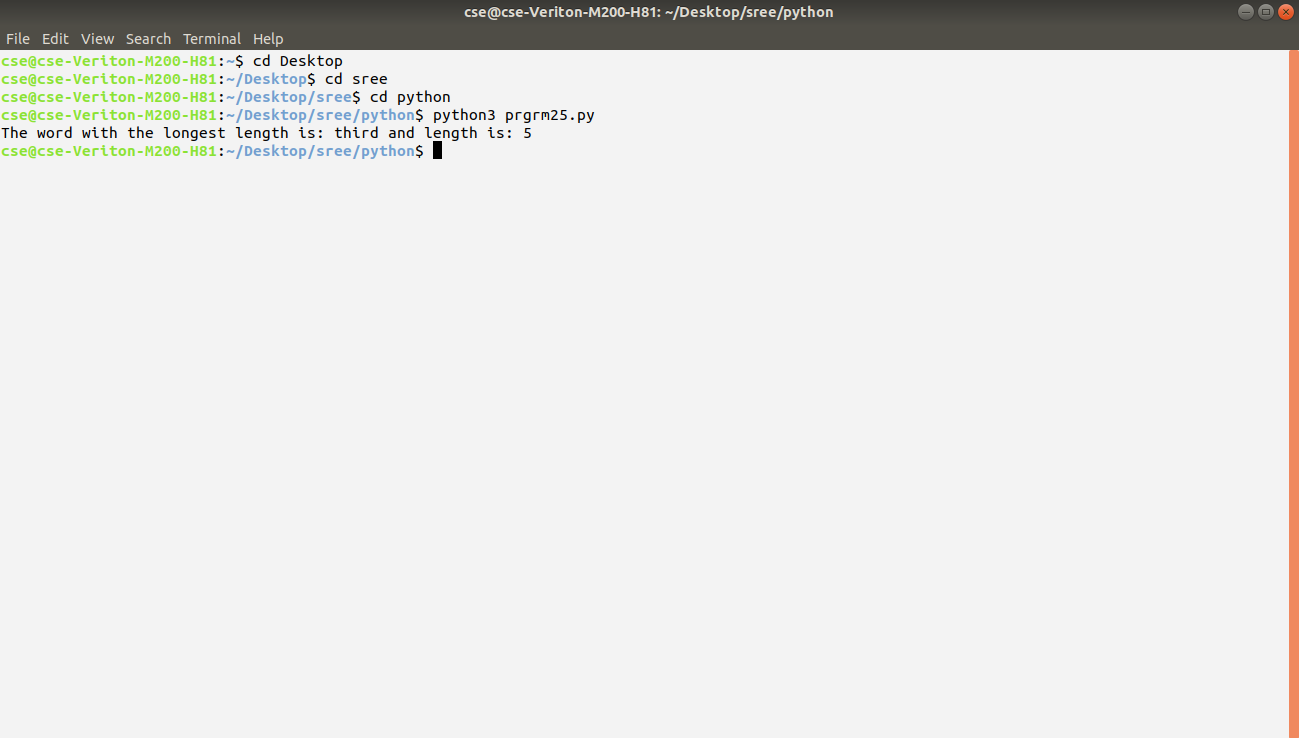 cse@cse-Veriton-M200-H81: ~/Desktop/sree/python
File Edit View Search Terminal Help
cse@cse-Veriton-M200-H81:~$ cd Desktop
cse@cse-Veriton-M200-H81:~/Desktop$ cd sree
cse@cse-Veriton-M200-H81:~/Desktop/sree$ cd python
cse@cse-Veriton-M200-H81:~/Desktop/sree/python$ python3 prgrm25.py
The word with the longest length is: third and length is: 5
cse@cse-Veriton-M200-H81:~/Desktop/sree/python$